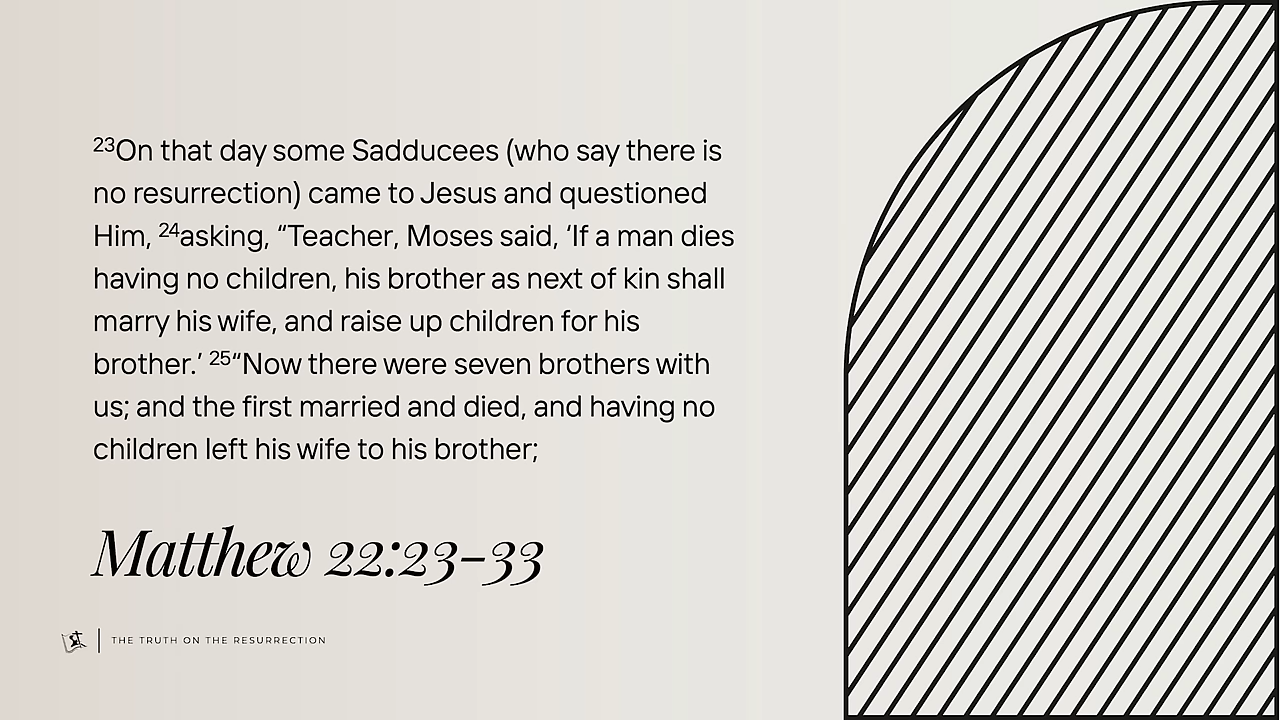 23On that day some Sadducees (who say there is
no resurrection) came to Jesus and questioned
Him, 24asking, “Teacher, Moses said, ‘If a man dies
having no children, his brother as next of kin shall
marry his wife, and raise up children for his
brother.’ 25“Now there were seven brothers with
us; and the first married and died, and having no
children left his wife to his brother;
Matthew 22:23–33
THE TRUTH ON THE RESURRECTION